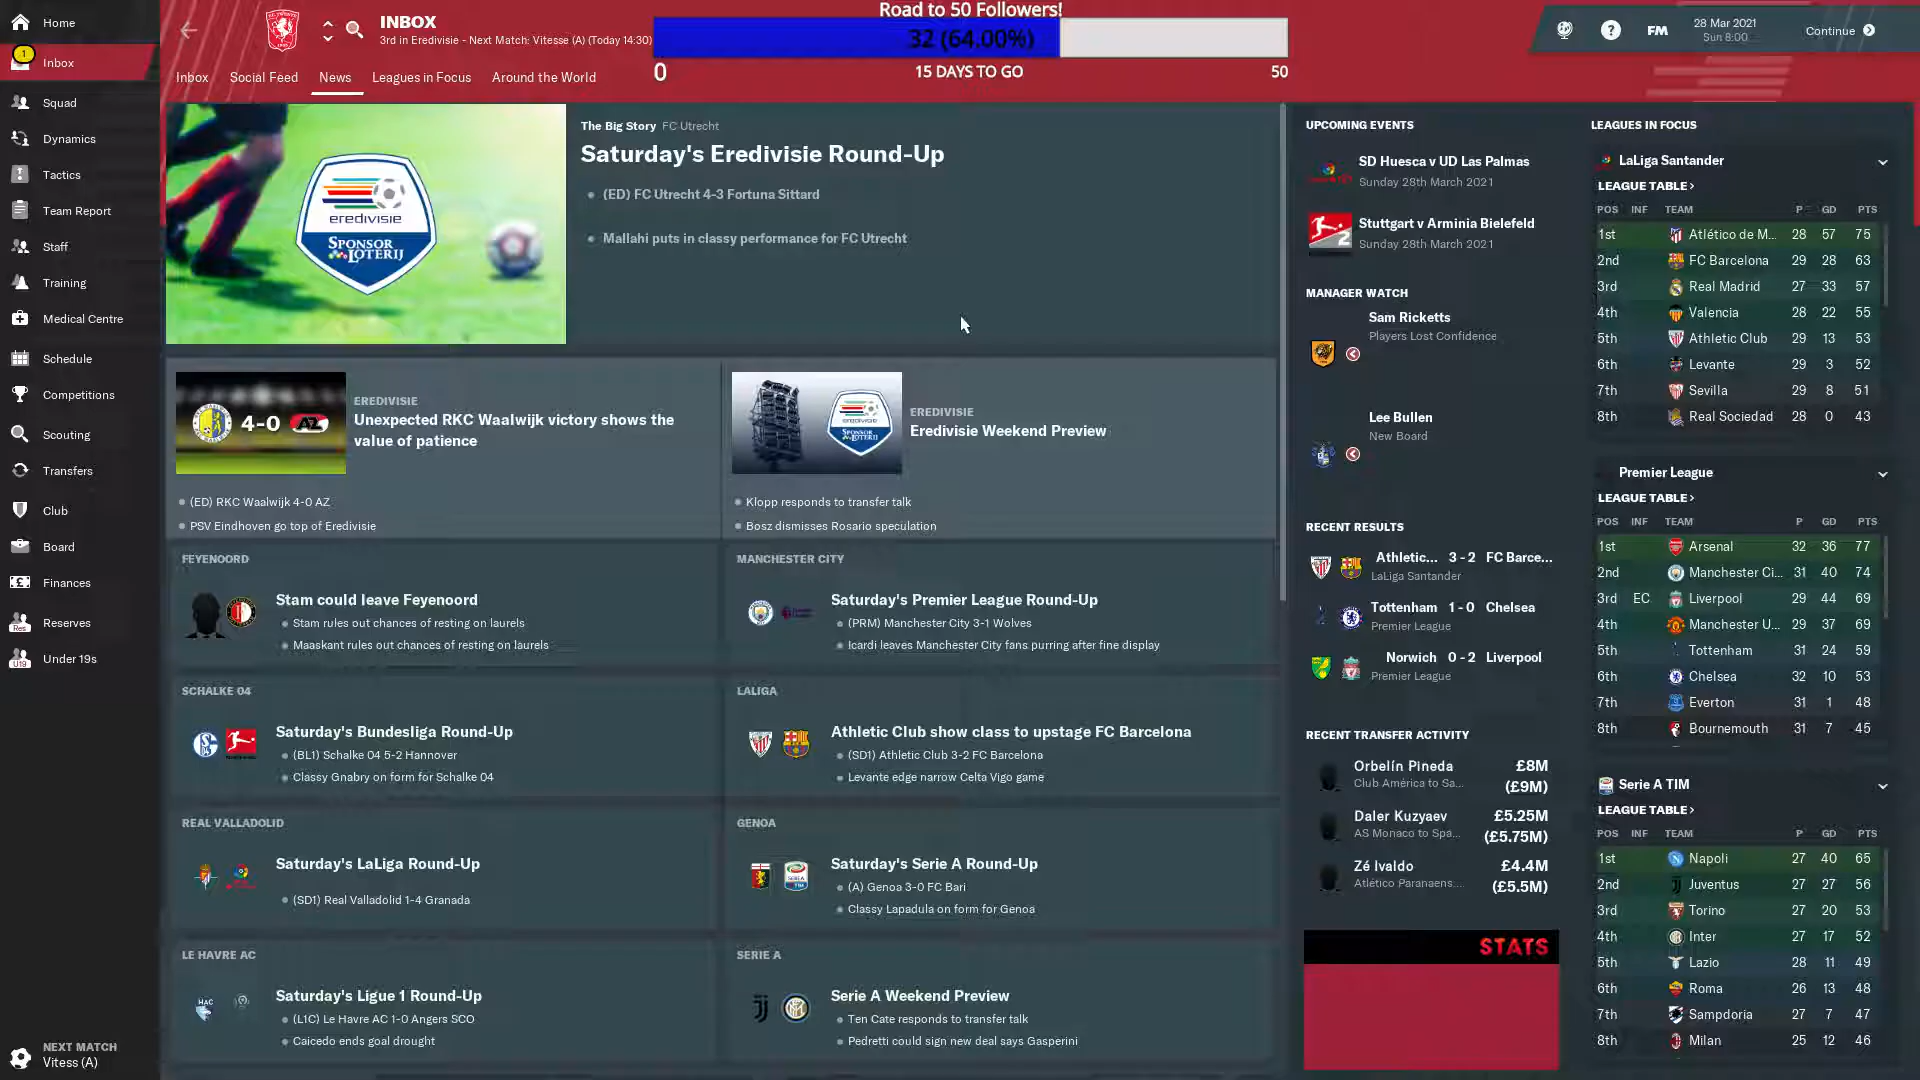 Home
1
Inbox
Squad
Dynamics
Tactics
Team Report
Staff
Training
Medical Centre
Schedule
Competitions
Scouting
Transfers
Club
Board
Finances
Reserves
Under 19s
NEXT MATCH
Vitess (A)
INBOX
3rd in Eredivisie - Next Match: Vitesse (A) (Today 14:30)
Inbox Social Feed News Leagues in Focus Around the World
Road to 50 Followers!
32 (64.00%)
0 15 DAYS TO GO 50
FM
28 Mar 2021
Sun 8:00
Continue
eredivisie
SPONSOR
LOTERIJ
The Big Story FC Utrecht
Saturday's Eredivisie Round-Up
(ED) FC Utrecht 4-3 Fortuna Sittard
Mallahi puts in classy performance for FC Utrecht
4-0 AZ
EREDIVISIE
Unexpected RKC Waalwijk victory shows the
value of patience
(ED) RKC Waalwijk 4-0 AZ
PSV Eindhoven go top of Eredivisie
EREDIVISIE
Eredivisie Weekend Preview
Klopp responds to transfer talk
Bosz dismisses Rosario speculation
FEYENOORD
Stam could leave Feyenoord
Stam rules out chances of resting on laurels
Maaskant rules out chances of resting on laurels
MANCHESTER CITY
Saturday's Premier League Round-Up
(PRM) Manchester City 3-1 Wolves
Icardi leaves Manchester City fans purring after fine display
SCHALKE 04
Saturday's Bundesliga Round-Up
(BL1) Schalke 04 5-2 Hannover
Classy Gnabry on form for Schalke 04
LALIGA
Athletic Club show class to upstage FC Barcelona
(SD1) Athletic Club 3-2 FC Barcelona
Levante edge narrow Celta Vigo game
REAL VALLADOLID
Saturday's LaLiga Round-Up
(SD1) Real Valladolid 1-4 Granada
GENOA
Saturday's Serie A Round-Up
(A) Genoa 3-0 FC Bari
Classy Lapadula on form for Genoa
LE HAVRE AC
Saturday's Ligue 1 Round-Up
(L1C) Le Havre AC 1-0 Angers SCO
Caicedo ends goal drought
SERIE A
Serie A Weekend Preview
Ten Cate responds to transfer talk
Pedretti could sign new deal says Gasperini
UPCOMING EVENTS
SD Huesca v UD Las Palmas
Sunday 28th March 2021
Stuttgart v Arminia Bielefeld
Sunday 28th March 2021
MANAGER WATCH
Sam Ricketts
Players Lost Confidence
Lee Bullen
New Board
RECENT RESULTS
Athletic... 3 - 2 FC Barce...
LaLiga Santander
Tottenham 1 - 0 Chelsea
Premier League
Norwich 0 - 2 Liverpool
Premier League
RECENT TRANSFER ACTIVITY
Orbelín Pineda £8M
Club América to Sa... (£9M)
Daler Kuzyaev £5.25M
AS Monaco to Spa... (£5.75M)
Zé Ivaldo £4.4M
Atlético Paranaens... (£5.5M)
STATS
LEAGUES IN FOCUS
LaLiga Santander
LEAGUE TABLE >
POS INF TEAM P GD PTS
1st Atlético de M... 28 57 75
2nd FC Barcelona 29 28 63
3rd Real Madrid 27 33 57
4th Valencia 28 22 55
5th Athletic Club 29 13 53
6th Levante 29 3 52
7th Sevilla 29 8 51
8th Real Sociedad 28 0 43
Premier League
LEAGUE TABLE >
POS INF TEAM P GD PTS
1st Arsenal 32 36 77
2nd Manchester Ci... 31 40 74
3rd EC Liverpool 29 44 69
4th Manchester U... 29 37 69
5th Tottenham 31 24 59
6th Chelsea 32 10 53
7th Everton 31 1 48
8th Bournemouth 31 7 45
Serie A TIM
LEAGUE TABLE >
POS INF TEAM P GD PTS
1st Napoli 27 40 65
2nd Juventus 27 27 56
3rd Torino 27 20 53
4th Inter 27 17 52
5th Lazio 28 11 49
6th Roma 26 13 48
7th Sampdoria 27 7 47
8th Milan 25 12 46